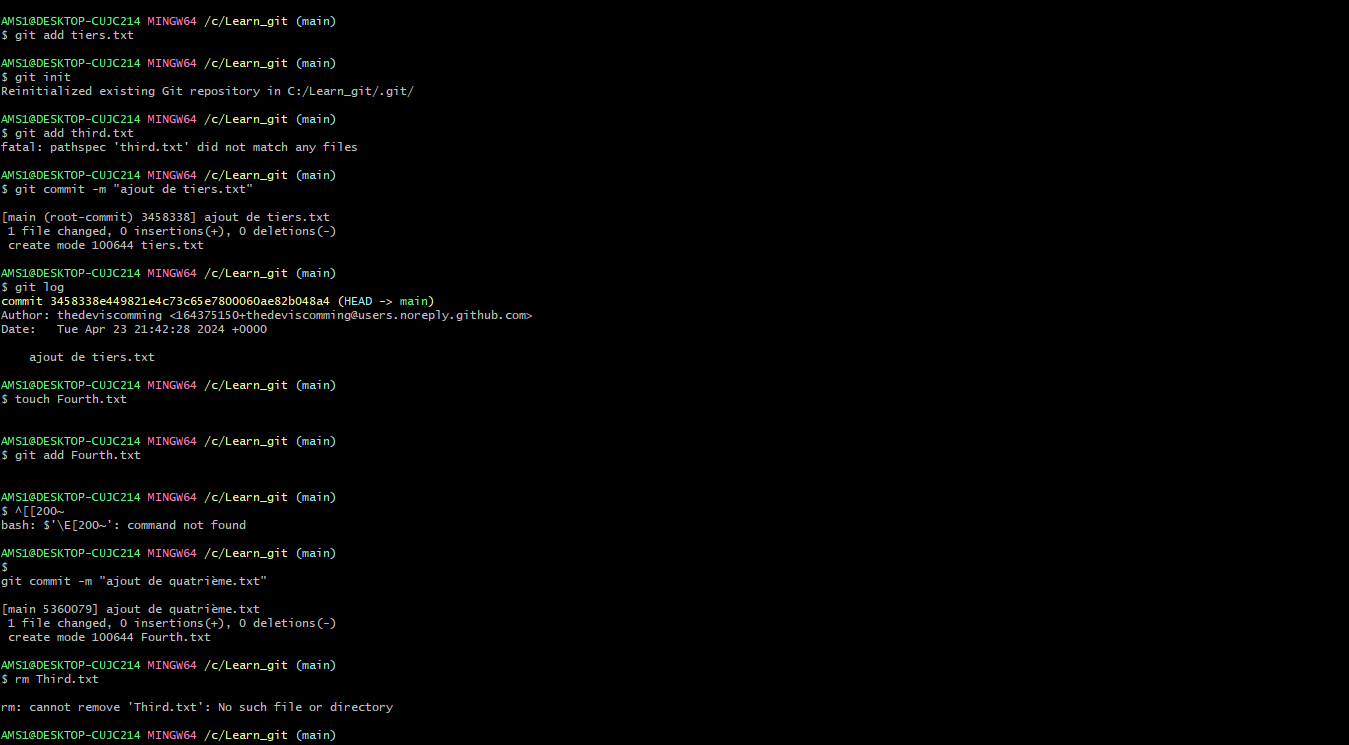 AMS1@DESKTOP-CUJC214 MINGW64 /c/Learn_git (main)
$ git add tiers.txt
AMS1@DESKTOP-CUJC214 MINGW64 /c/Learn_git (main)
$ git init
Reinitialized existing Git repository in C:/Learn_git/.git/
AMS1@DESKTOP-CUJC214 MINGW64 /c/Learn_git (main)
$ git add third.txt
fatal: pathspec 'third.txt' did not match any files
AMS1@DESKTOP-CUJC214 MINGW64 /c/Learn_git (main)
$ git commit -m "ajout de tiers.txt"
[main (root-commit) 3458338] ajout de tiers.txt
 1 file changed, 0 insertions(+), 0 deletions(-)
 create mode 100644 tiers.txt
AMS1@DESKTOP-CUJC214 MINGW64 /c/Learn_git (main)
$ git log
commit 3458338e449821e4c73c65e7800060ae82b048a4 (HEAD -> main)
Author: thedeviscomming <164375150+thedeviscomming@users.noreply.github.com>
Date:   Tue Apr 23 21:42:28 2024 +0000
    ajout de tiers.txt
AMS1@DESKTOP-CUJC214 MINGW64 /c/Learn_git (main)
$ touch Fourth.txt
AMS1@DESKTOP-CUJC214 MINGW64 /c/Learn_git (main)
$ git add Fourth.txt
AMS1@DESKTOP-CUJC214 MINGW64 /c/Learn_git (main)
$ ^[[200~
bash: $'\E[200~': command not found
AMS1@DESKTOP-CUJC214 MINGW64 /c/Learn_git (main)
$
git commit -m "ajout de quatrième.txt"
[main 5360079] ajout de quatrième.txt
 1 file changed, 0 insertions(+), 0 deletions(-)
 create mode 100644 Fourth.txt
AMS1@DESKTOP-CUJC214 MINGW64 /c/Learn_git (main)
$ rm Third.txt
rm: cannot remove 'Third.txt': No such file or directory
AMS1@DESKTOP-CUJC214 MINGW64 /c/Learn_git (main)